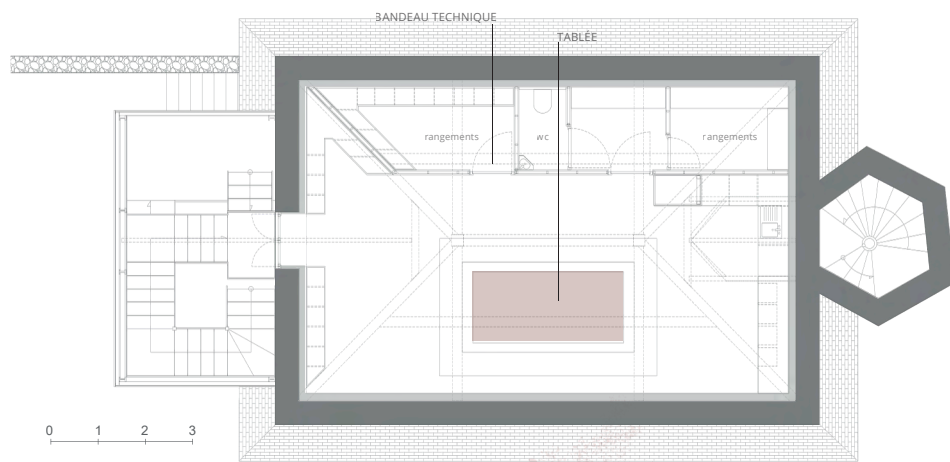 BANDEAU TECHNIQUE
TABLÉE
rangements
wc
rangements
0 1 2 3